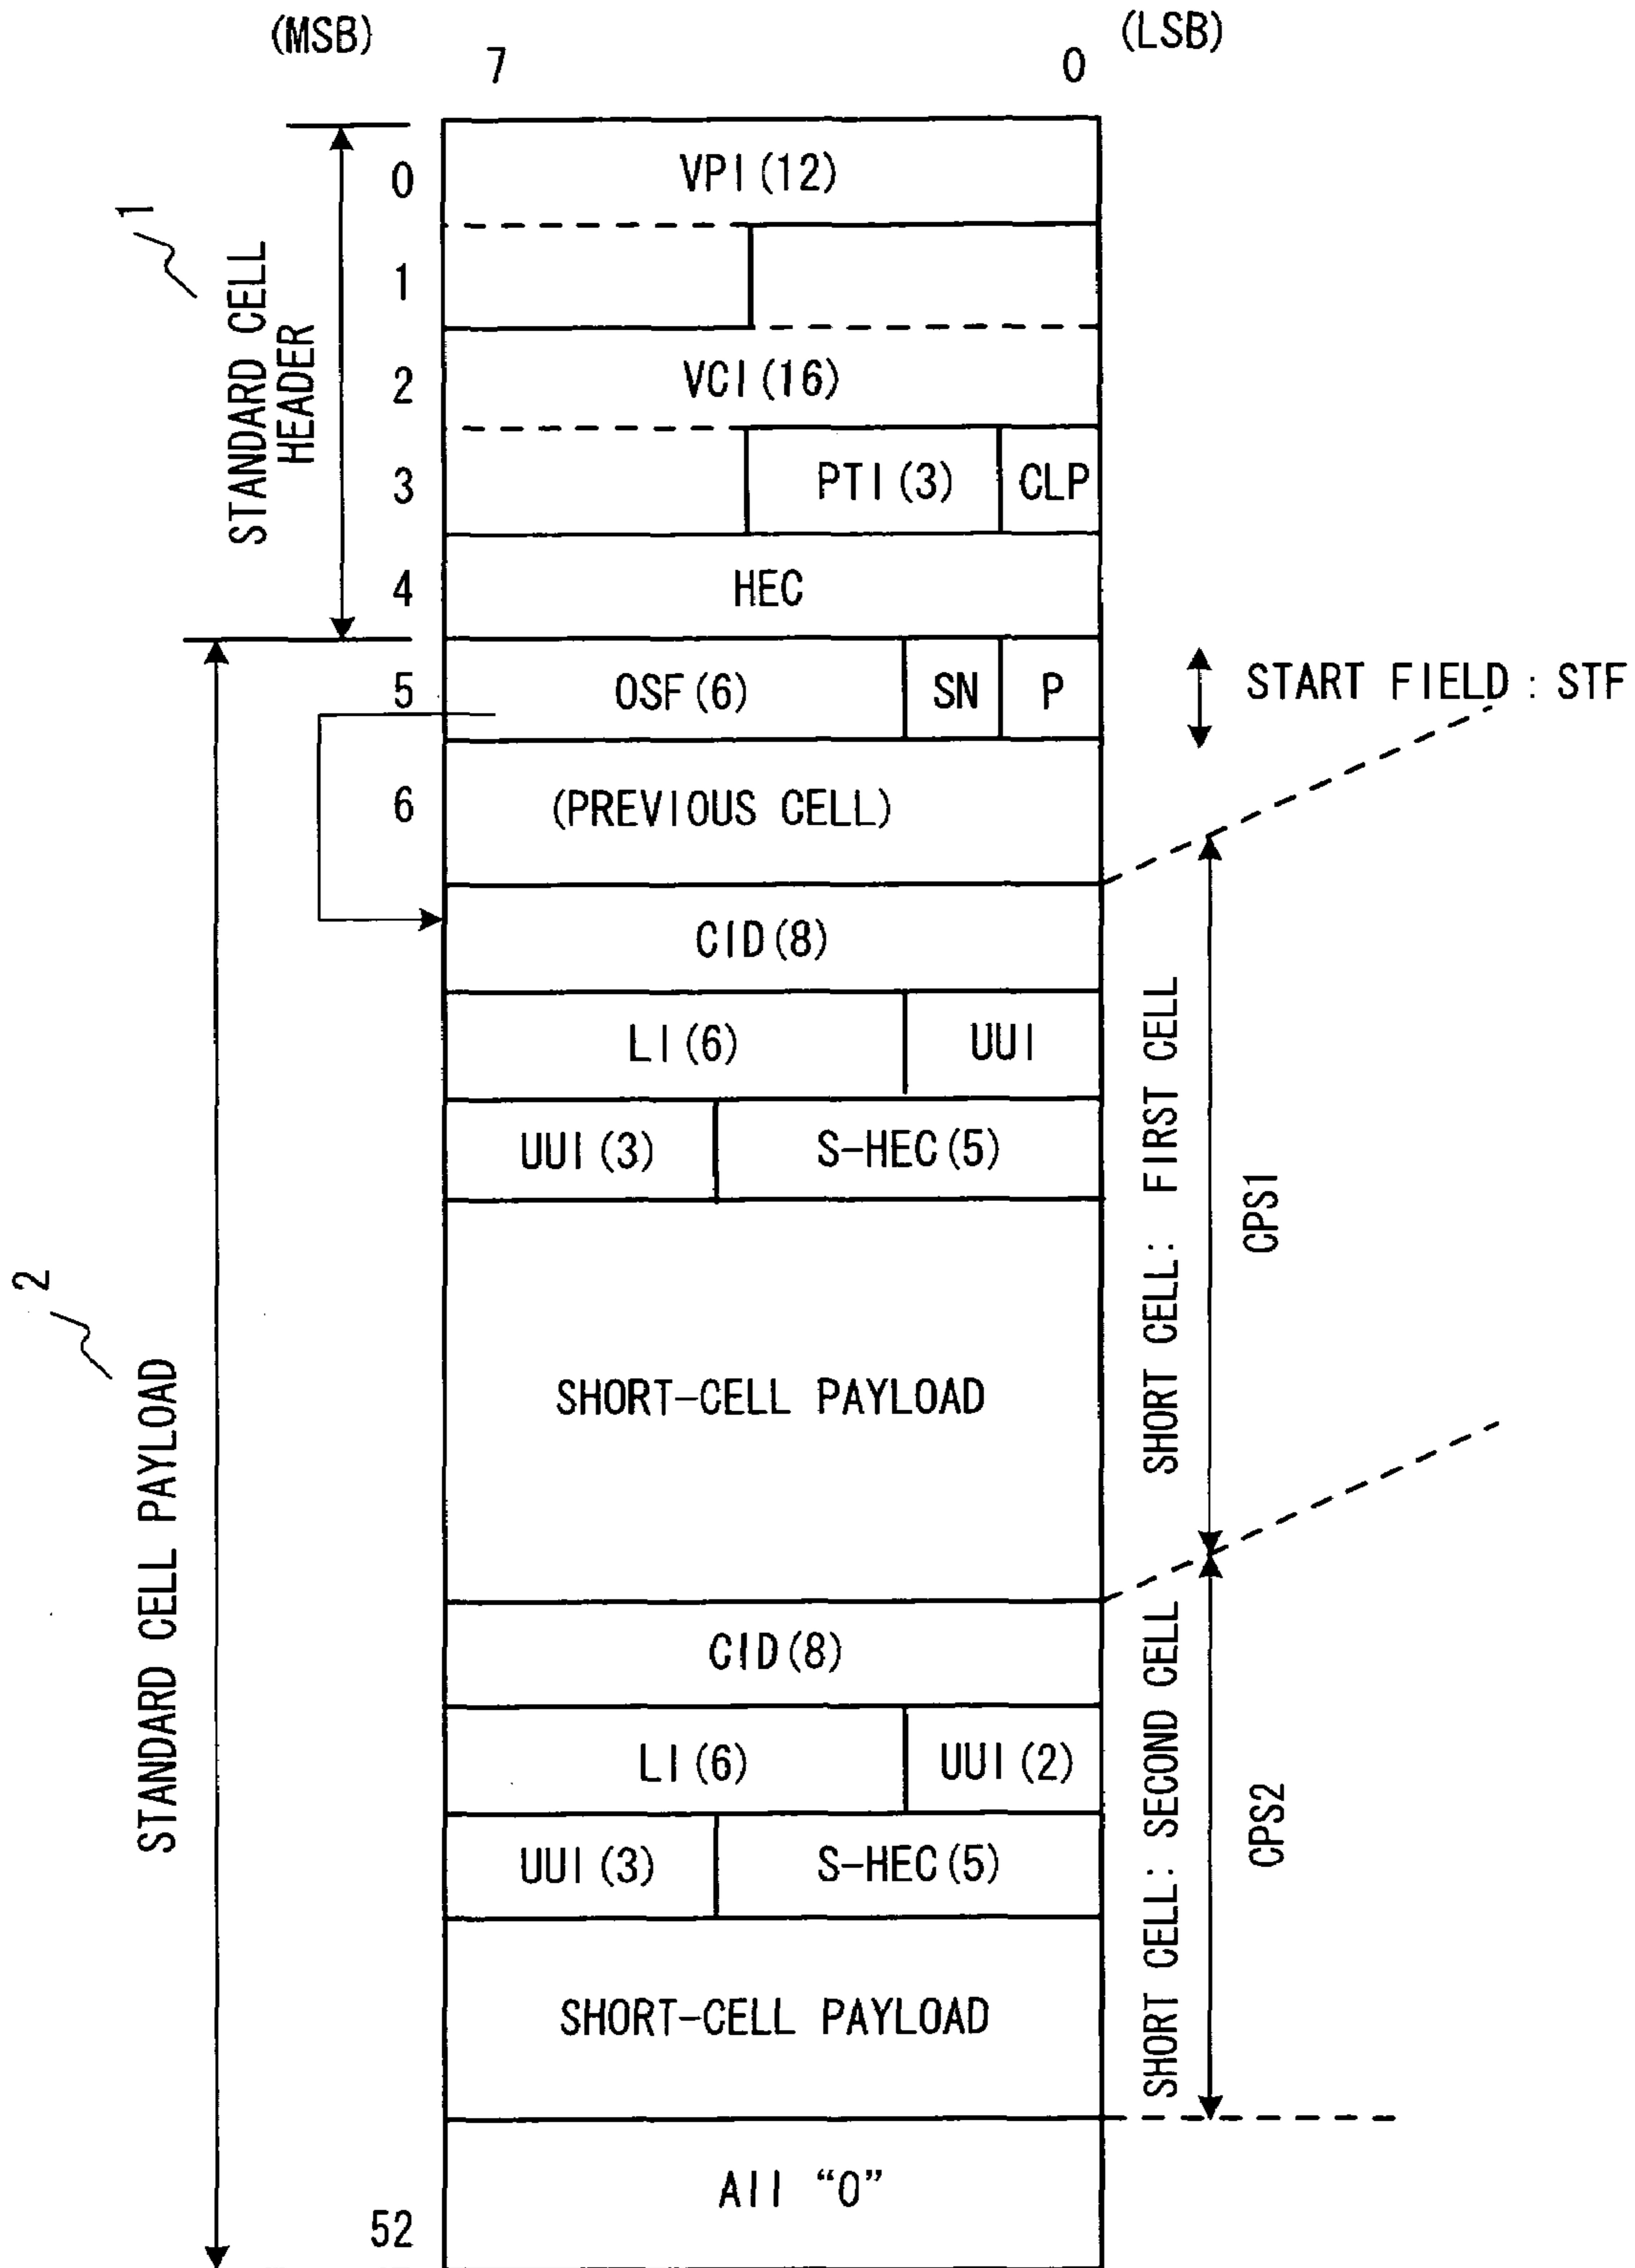 (MSB)
(LSB)
7
0
1
STANDARD CELL
HEADER
0
VPI(12)
1
2
VCI(16)
3
PTI(3)
CLP
4
HEC
5
OSF(6)
SN
P
START FIELD : STF
6
(PREVIOUS CELL)
CID(8)
LI(6)
UUI
UUI(3)
S-HEC(5)
SHORT-CELL PAYLOAD
SHORT CELL: FIRST CELL
CPS1
2
STANDARD CELL PAYLOAD
CID(8)
LI(6)
UUI(2)
UUI(3)
S-HEC(5)
SHORT-CELL PAYLOAD
SHORT CELL: SECOND CELL
CPS2
All “0”
52